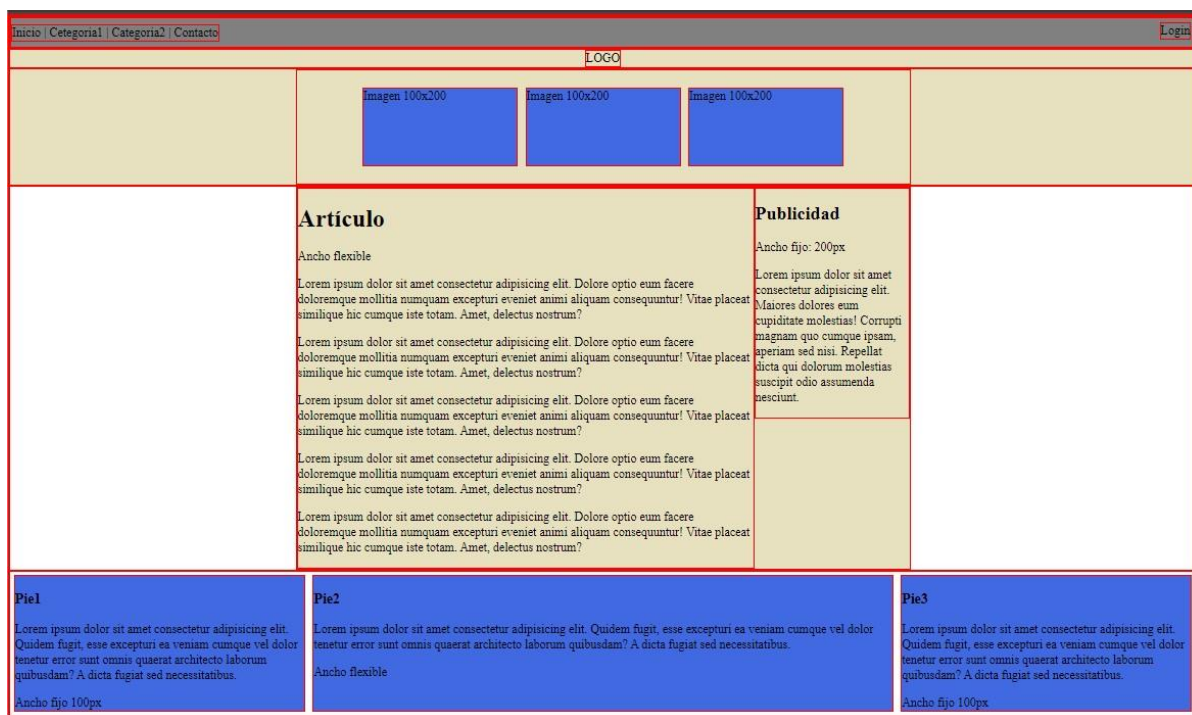 Inicio | Cetegoria1 | Categoria2 | Contacto
Login
LOGO
Imagen 100x200
Imagen 100x200
Imagen 100x200
Artículo
Ancho flexible
Lorem ipsum dolor sit amet consectetur adipisicing elit. Dolore optio eum facere
doloremque mollitia numquam excepturi eveniet animi aliquam consequuntur! Vitae placeat
similique hic cumque iste totam. Amet, delectus nostrum?
Lorem ipsum dolor sit amet consectetur adipisicing elit. Dolore optio eum facere
doloremque mollitia numquam excepturi eveniet animi aliquam consequuntur! Vitae placeat
similique hic cumque iste totam. Amet, delectus nostrum?
Lorem ipsum dolor sit amet consectetur adipisicing elit. Dolore optio eum facere
doloremque mollitia numquam excepturi eveniet animi aliquam consequuntur! Vitae placeat
similique hic cumque iste totam. Amet, delectus nostrum?
Lorem ipsum dolor sit amet consectetur adipisicing elit. Dolore optio eum facere
doloremque mollitia numquam excepturi eveniet animi aliquam consequuntur! Vitae placeat
similique hic cumque iste totam. Amet, delectus nostrum?
Lorem ipsum dolor sit amet consectetur adipisicing elit. Dolore optio eum facere
doloremque mollitia numquam excepturi eveniet animi aliquam consequuntur! Vitae placeat
similique hic cumque iste totam. Amet, delectus nostrum?
Publicidad
Ancho fijo: 200px
Lorem ipsum dolor sit amet
consectetur adipisicing elit.
Maiores dolores eum
cupiditate molestias! Corrupti
magnam quo cumque ipsam,
aperiam sed nisi. Repellat
dicta qui dolorum molestias
suscipit odio assumenda
nesciunt.
Pie1
Lorem ipsum dolor sit amet consectetur adipisicing elit.
Quidem fugit, esse excepturi ea veniam cumque vel dolor
tenetur error sunt omnis quaerat architecto laborum
quibusdam? A dicta fugiat sed necessitatibus.
Ancho fijo 100px
Pie2
Lorem ipsum dolor sit amet consectetur adipisicing elit. Quidem fugit, esse excepturi ea veniam cumque vel dolor
tenetur error sunt omnis quaerat architecto laborum quibusdam? A dicta fugiat sed necessitatibus.
Ancho flexible
Pie3
Lorem ipsum dolor sit amet consectetur adipisicing elit.
Quidem fugit, esse excepturi ea veniam cumque vel dolor
tenetur error sunt omnis quaerat architecto laborum
quibusdam? A dicta fugiat sed necessitatibus.
Ancho fijo 100px